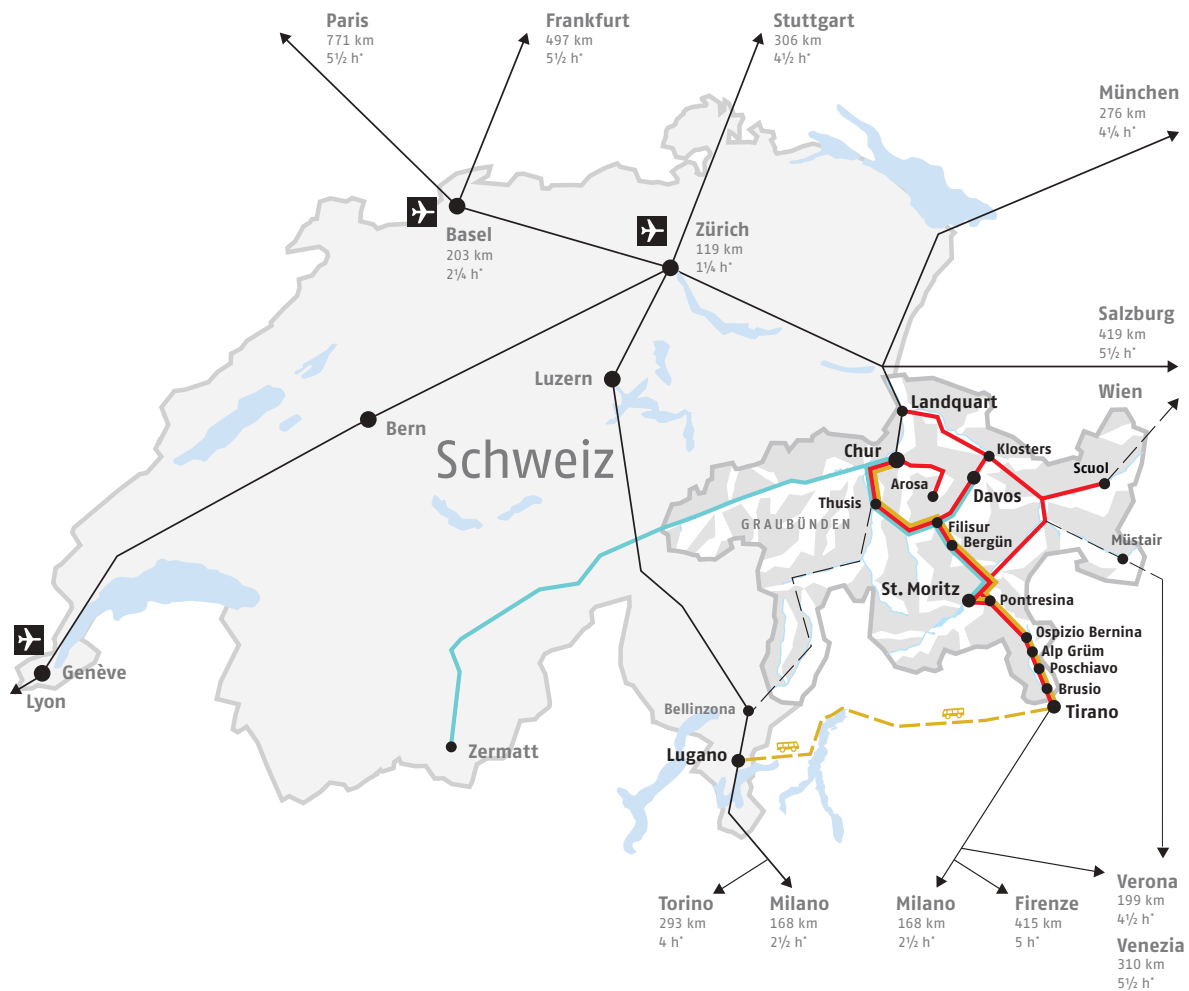 Paris
771 km
5½ h*
Frankfurt
497 km
5½ h*
Stuttgart
306 km
4½ h*
München
276 km
4¼ h*
Basel
203 km
2¼ h*
Zürich
119 km
1¼ h*
Salzburg
419 km
5½ h*
Wien
Luzern
Landquart
Bern
Schweiz
Chur
Klosters
Arosa
Scuol
Davos
Thusis
GRAUBÜNDEN
Filisur
Bergün
Müstair
St. Moritz
Pontresina
Ospizio Bernina
Alp Grüm
Poschiavo
Brusio
Tirano
Genève
Lyon
Bellinzona
Zermatt
Lugano
Torino
293 km
4 h*
Milano
168 km
2½ h*
Milano
168 km
2½ h*
Firenze
415 km
5 h*
Verona
199 km
4½ h*
Venezia
310 km
5½ h*